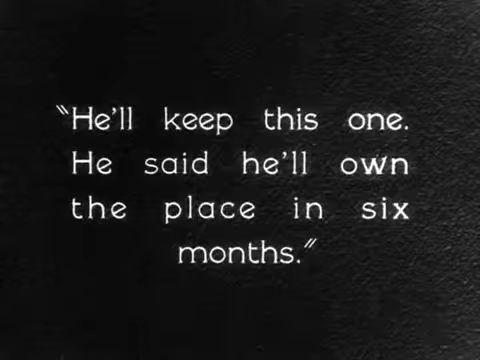 "He'll keep this one.
He said he'll own
the place in six
months."